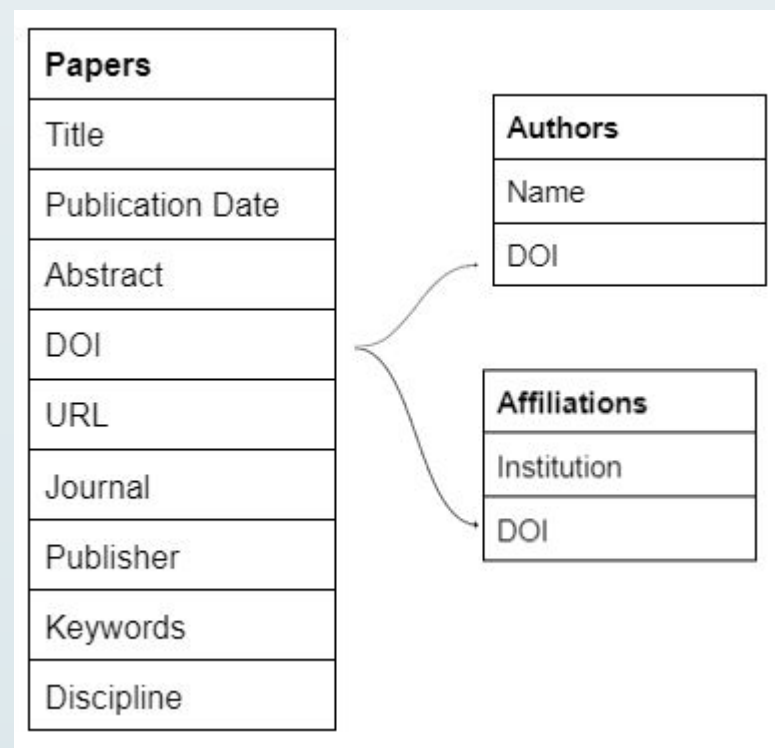 Papers
Title
Publication Date
Abstract
DOI
URL
Journal
Publisher
Keywords
Discipline
Authors
Name
DOI
Affiliations
Institution
DOI